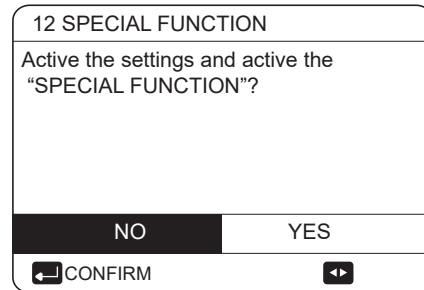 12 SPECIAL FUNCTION
Active the settings and active the
“SPECIAL FUNCTION”?
NO YES
CONFIRM